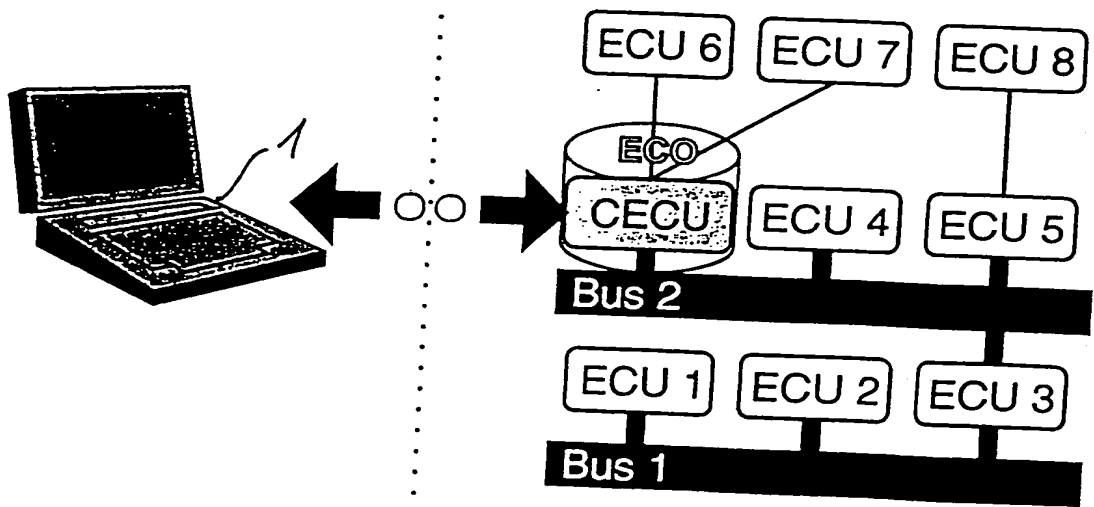 ECU 6 ECU 7 ECU 8
1
ECO
CECU ECU 4 ECU 5
Bus 2
ECU 1 ECU 2 ECU 3
Bus 1